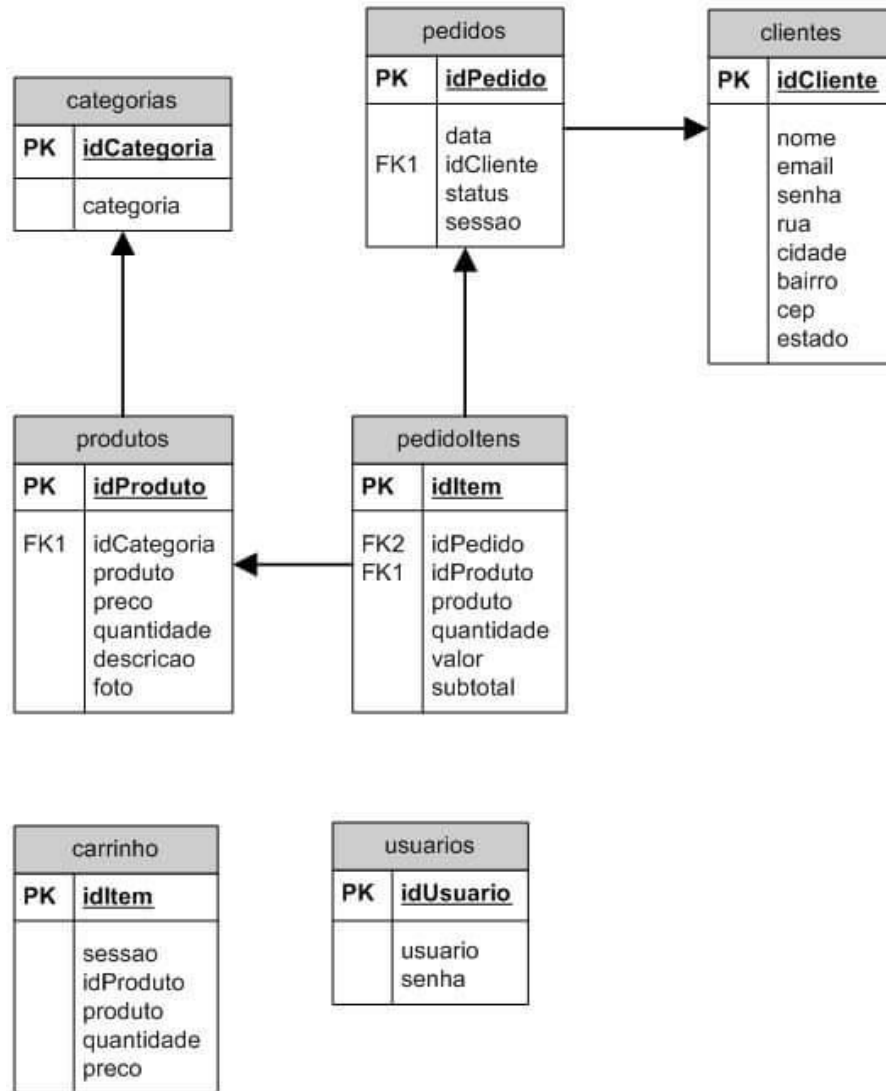 categorias
PK idCategoria
categoria
pedidos
PK idPedido
data
FK1 idCliente
status
sessao
clientes
PK idCliente
nome
email
senha
rua
cidade
bairro
cep
estado
produtos
PK idProduto
FK1 idCategoria
produto
preco
quantidade
descricao
foto
pedidoItens
PK idItem
FK2 idPedido
FK1 idProduto
produto
quantidade
valor
subtotal
carrinho
PK idItem
sessao
idProduto
produto
quantidade
preco
usuarios
PK idUsuario
usuario
senha